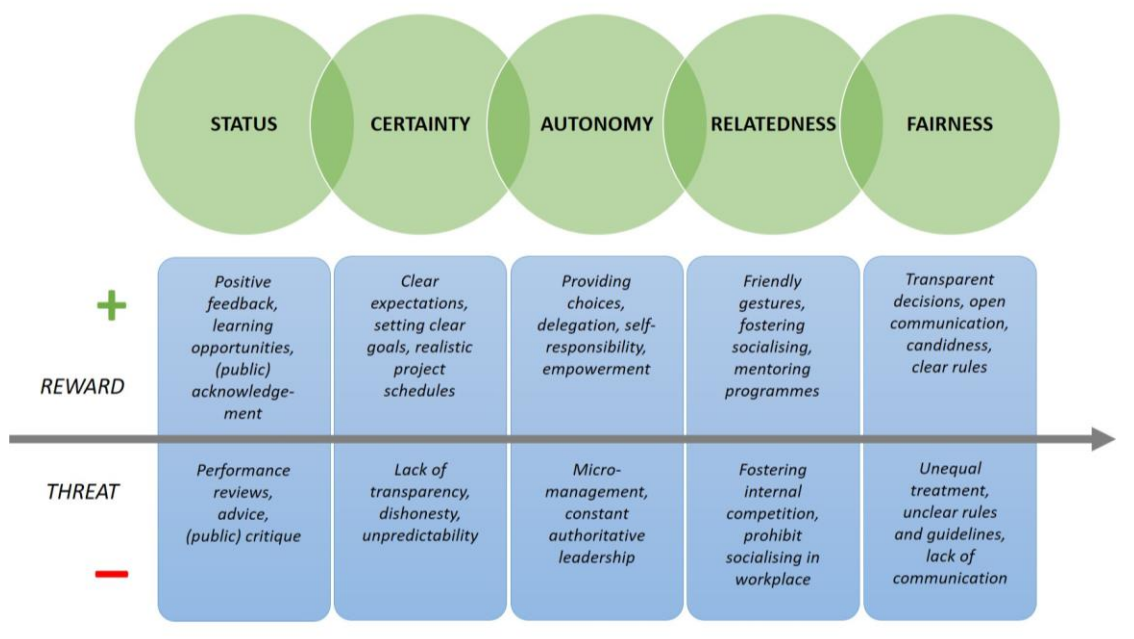 STATUS
CERTAINTY
AUTONOMY
RELATEDNESS
FAIRNESS
+
REWARD
Positive
feedback,
learning
opportunities,
(public)
acknowledge-
ment
Clear
expectations,
setting clear
goals, realistic
project
schedules
Providing
choices,
delegation, self-
responsibility,
empowerment
Friendly
gestures,
fostering
socialising,
mentoring
programmes
Transparent
decisions, open
communication,
candidness,
clear rules
THREAT
−
Performance
reviews,
advice,
(public) critique
Lack of
transparency,
dishonesty,
unpredictability
Micro-
management,
constant
authoritative
leadership
Fostering
internal
competition,
prohibit
socialising in
workplace
Unequal
treatment,
unclear rules
and guidelines,
lack of
communication